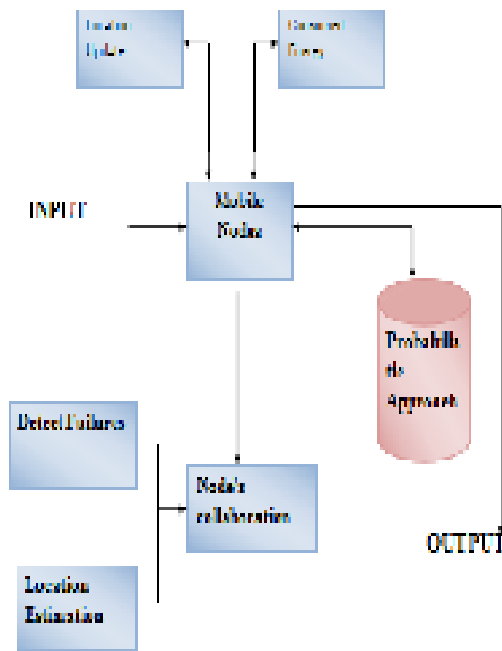 Location
Update
Consumed
Energy
INPUT
Mobile
Nodes
Probabilis
tic
Approach
Detect Failures
Node's
collaboration
OUTPUT
Location
Estimation